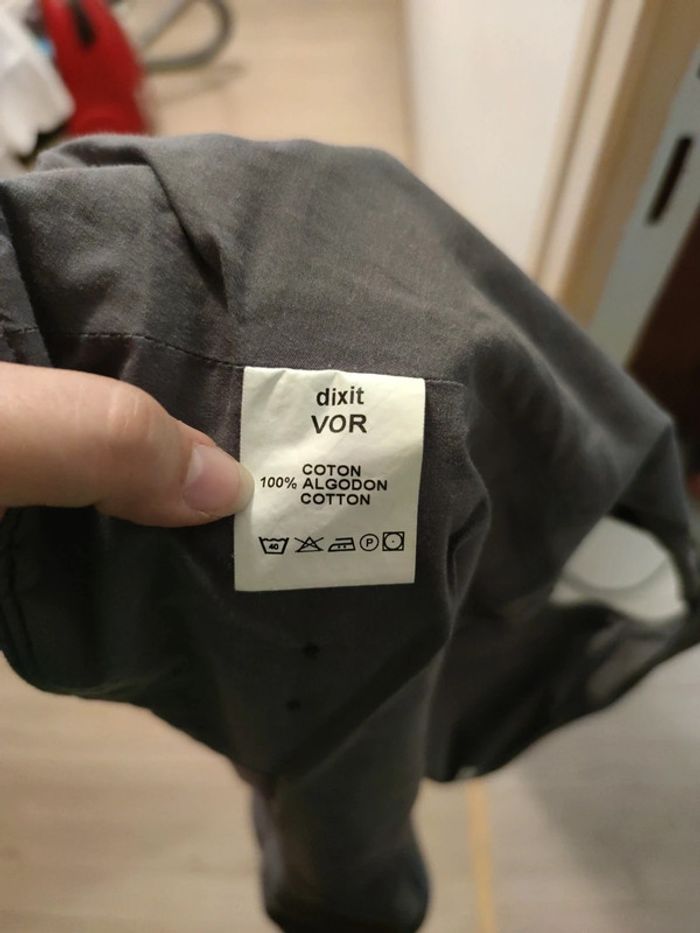 dixit
VOR
COTON
100% ALGODON
COTTON
40 P